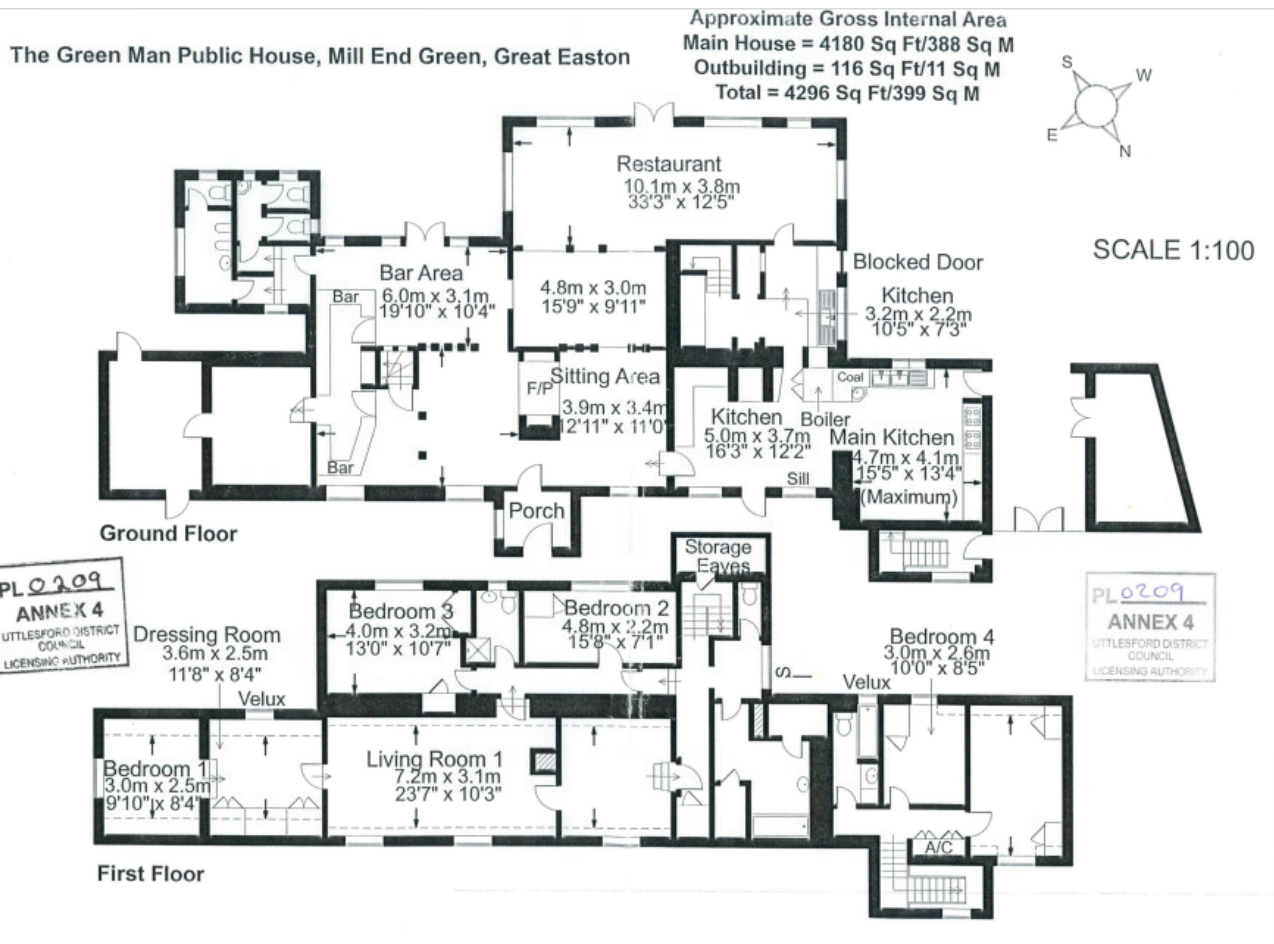 The Green Man Public House, Mill End Green, Great Easton
Approximate Gross Internal Area
Main House = 4180 Sq Ft/388 Sq M
Outbuilding = 116 Sq Ft/11 Sq M
Total = 4296 Sq Ft/399 Sq M
S
W
E
N
SCALE 1:100
Restaurant
10.1m x 3.8m
33'3" x 12'5"
Bar Area
6.0m x 3.1m
19'10" x 10'4"
Bar
4.8m x 3.0m
15'9" x 9'11"
Blocked Door
Kitchen
3.2m x 2.2m
10'5" x 7'3"
F/P
Sitting Area
3.9m x 3.4m
12'11" x 11'0"
Kitchen
5.0m x 3.7m
16'3" x 12'2"
Coal
Boiler
Main Kitchen
4.7m x 4.1m
15'5" x 13'4"
(Maximum)
Sill
Bar
Porch
Ground Floor
PL 0209
ANNEX 4
UTTLESFORD DISTRICT
COUNCIL
LICENSING AUTHORITY
Storage
Eaves
Bedroom 3
4.0m x 3.2m
13'0" x 10'7"
Bedroom 2
4.8m x 2.2m
15'8" x 7'1"
Dressing Room
3.6m x 2.5m
11'8" x 8'4"
Velux
Bedroom 4
3.0m x 2.6m
10'0" x 8'5"
Velux
PL 0209
ANNEX 4
UTTLESFORD DISTRICT
COUNCIL
LICENSING AUTHORITY
Bedroom 1
3.0m x 2.5m
9'10" x 8'4"
Living Room 1
7.2m x 3.1m
23'7" x 10'3"
A/C
First Floor